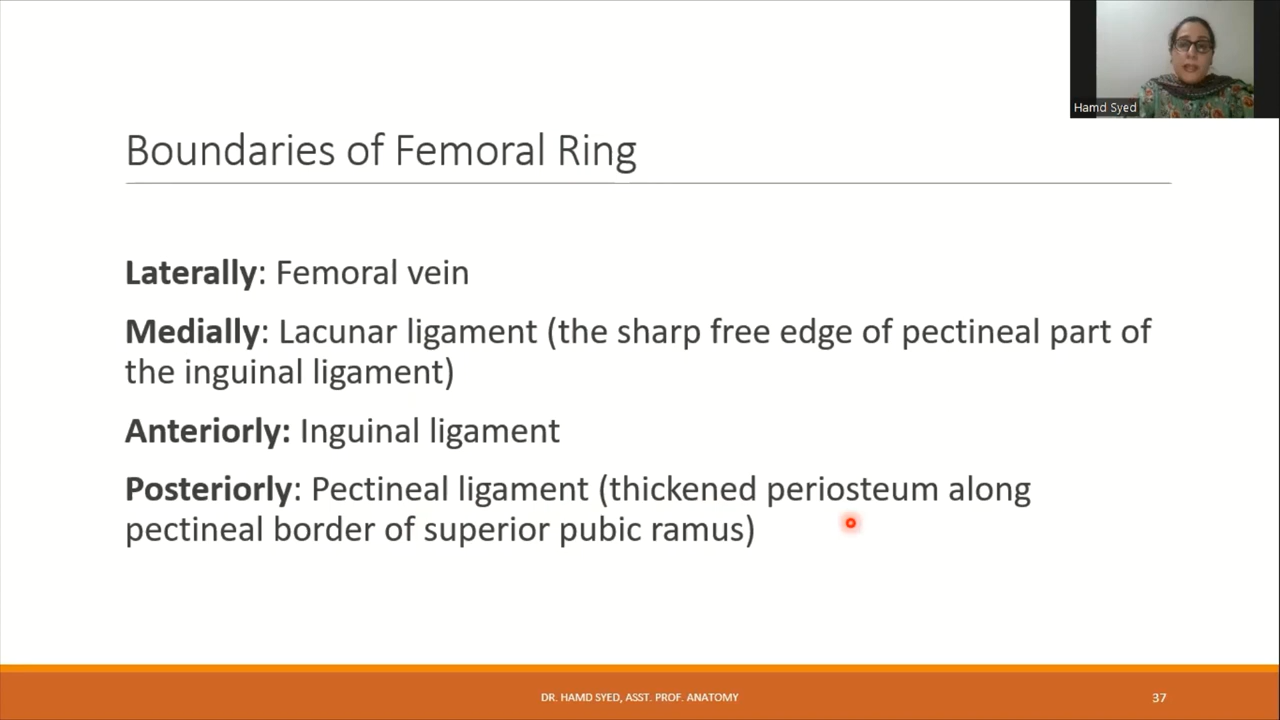 Hamd Syed
Boundaries of Femoral Ring
Laterally: Femoral vein
Medially: Lacunar ligament (the sharp free edge of pectineal part of
the inguinal ligament)
Anteriorly: Inguinal ligament
Posteriorly: Pectineal ligament (thickened periosteum along
pectineal border of superior pubic ramus)
DR. HAMD SYED, ASST. PROF. ANATOMY
37